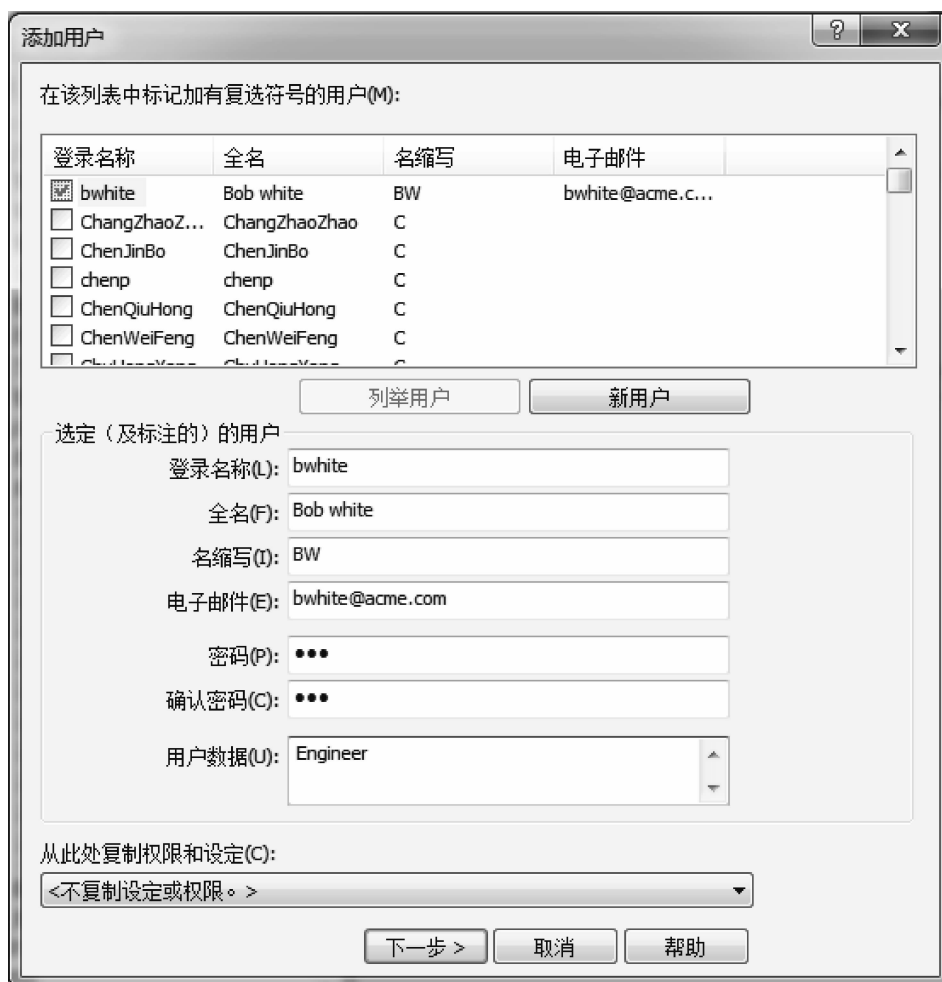 添加用户
在该列表中标记加有复选符号的用户(M):
登录名称 全名 名缩写 电子邮件
bwhite Bob white BW bwhite@acme.c...
ChangZhaoZ... ChangZhaoZhao C
ChenJinBo ChenJinBo C
chenp chenp C
ChenQiuHong ChenQiuHong C
ChenWeiFeng ChenWeiFeng C
列举用户 新用户
选定（及标注的）的用户
登录名称(L): bwhite
全名(F): Bob white
名缩写(I): BW
电子邮件(E): bwhite@acme.com
密码(P): •••
确认密码(C): •••
用户数据(U): Engineer
从此处复制权限和设定(C):
<不复制设定或权限。>
下一步 > 取消 帮助